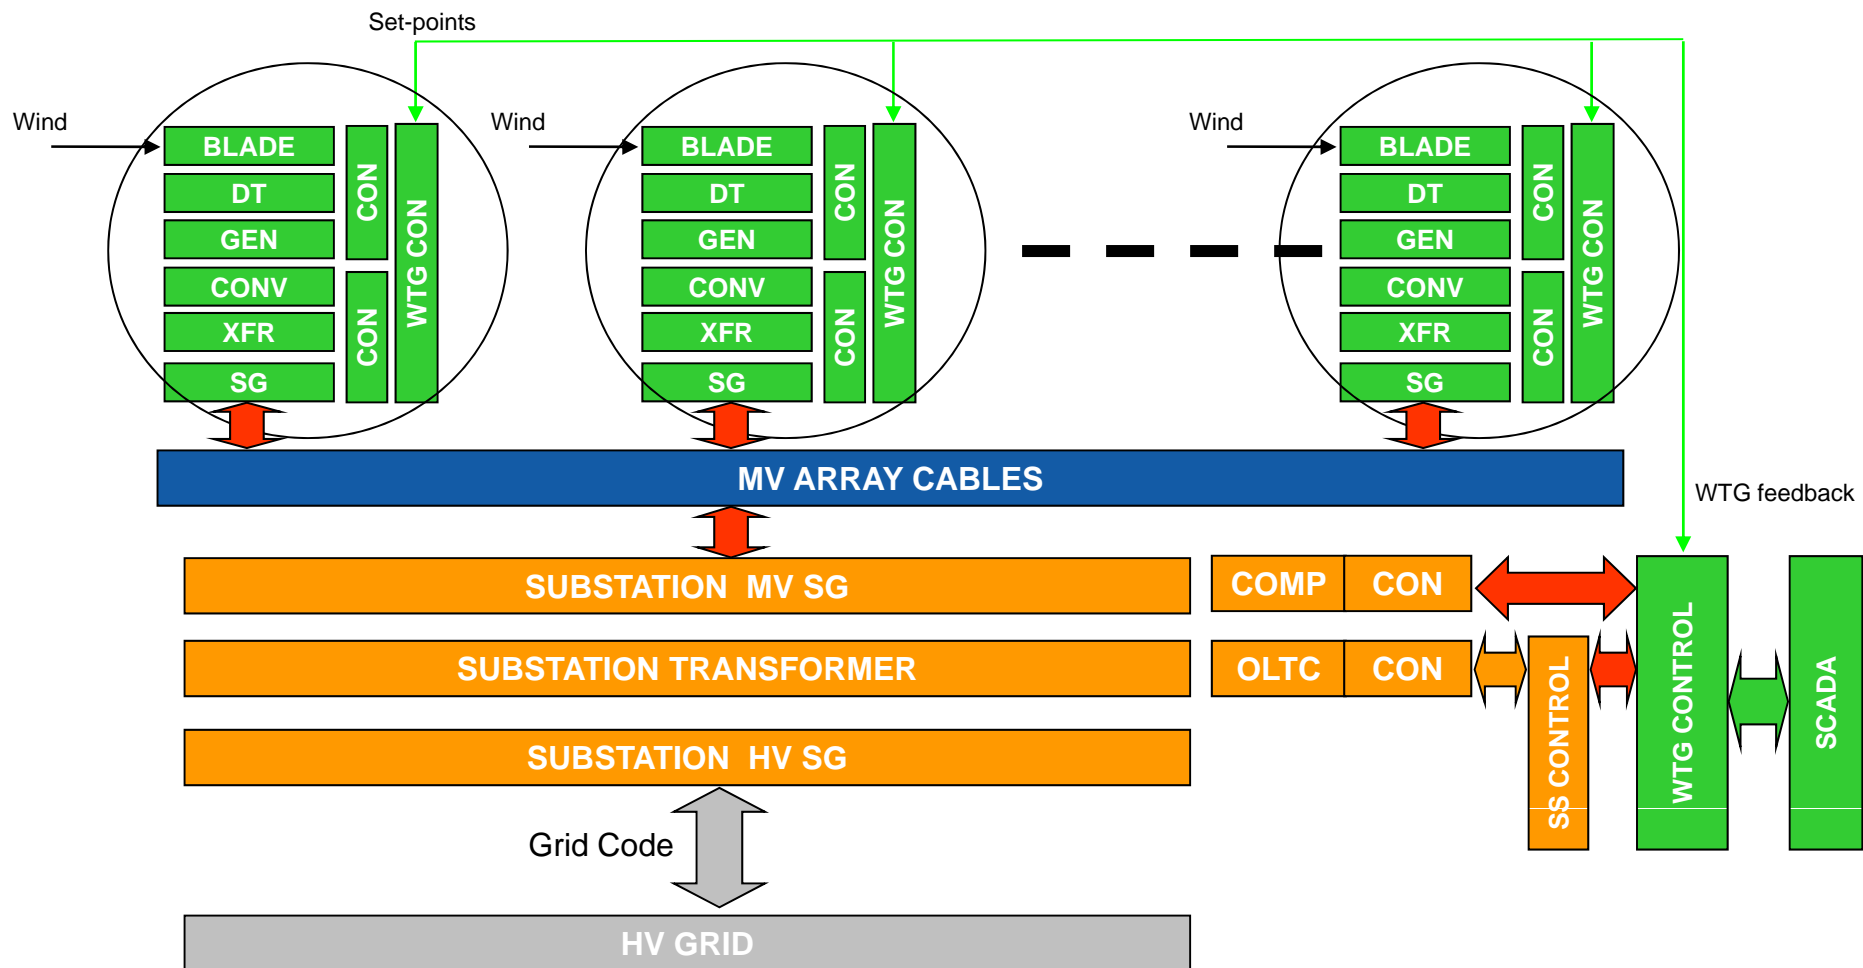 Set-points
Wind
BLADE
DT
GEN
CONV
XFR
SG
CON
CON
WTG CON
Wind
BLADE
DT
GEN
CONV
XFR
SG
CON
CON
WTG CON
Wind
BLADE
DT
GEN
CONV
XFR
SG
CON
CON
WTG CON
MV ARRAY CABLES
WTG feedback
SUBSTATION MV SG
COMP
CON
SUBSTATION TRANSFORMER
OLTC
CON
SS CONTROL
WTG CONTROL
SCADA
SUBSTATION HV SG
Grid Code
HV GRID